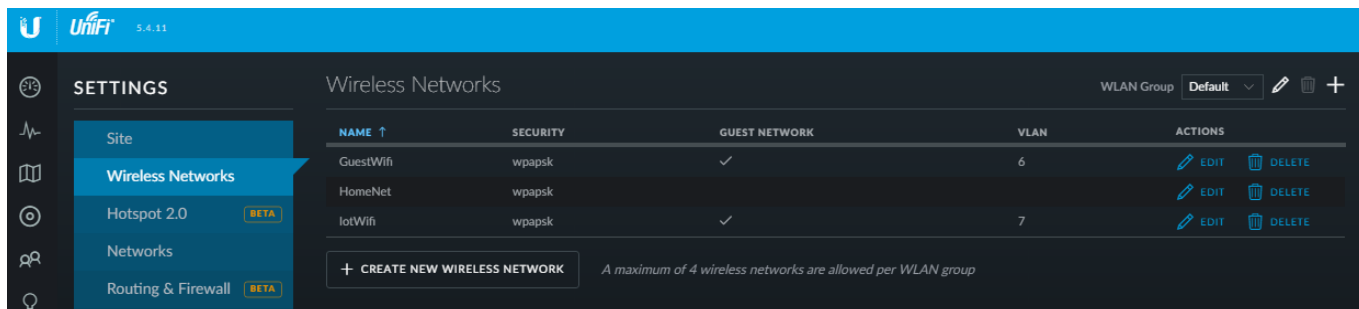 UniFi 5.4.11
SETTINGS
Site
Wireless Networks
Hotspot 2.0 BETA
Networks
Routing & Firewall BETA
Wireless Networks
WLAN Group Default
NAME ↑ SECURITY GUEST NETWORK VLAN ACTIONS
GuestWifi wpapsk ✓ 6 EDIT DELETE
HomeNet wpapsk EDIT DELETE
IotWifi wpapsk ✓ 7 EDIT DELETE
+ CREATE NEW WIRELESS NETWORK A maximum of 4 wireless networks are allowed per WLAN group